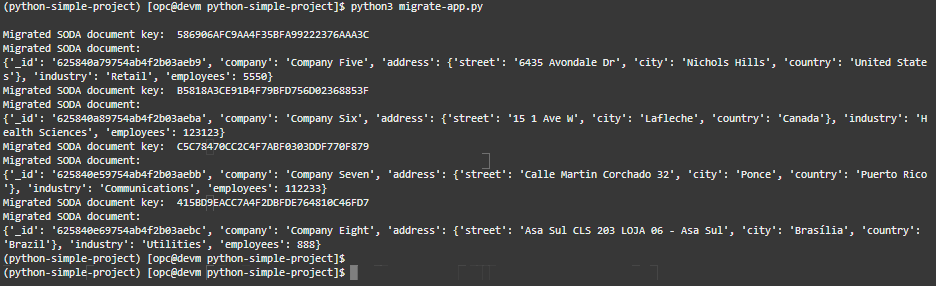 (python-simple-project) [opc@devm python-simple-project]$ python3 migrate-app.py
Migrated SODA document key:  586906AFC9AA4F35BFA99222376AAA3C
Migrated SODA document:
{'_id': '625840a79754ab4f2b03aeb9', 'company': 'Company Five', 'address': {'street': '6435 Avondale Dr', 'city': 'Nichols Hills', 'country': 'United State
s'}, 'industry': 'Retail', 'employees': 5550}
Migrated SODA document key:  B5818A3CE91B4F79BFD756D02368853F
Migrated SODA document:
{'_id': '625840a89754ab4f2b03aeba', 'company': 'Company Six', 'address': {'street': '15 1 Ave W', 'city': 'Lafleche', 'country': 'Canada'}, 'industry': 'H
ealth Sciences', 'employees': 123123}
Migrated SODA document key:  C5C78470CC2C4F7ABF0303DDF770F879
Migrated SODA document:
{'_id': '625840e59754ab4f2b03aebb', 'company': 'Company Seven', 'address': {'street': 'Calle Martin Corchado 32', 'city': 'Ponce', 'country': 'Puerto Rico
'}, 'industry': 'Communications', 'employees': 112233}
Migrated SODA document key:  415BD9EACC7A4F2DBFDE764810C46FD7
Migrated SODA document:
{'_id': '625840e69754ab4f2b03aebc', 'company': 'Company Eight', 'address': {'street': 'Asa Sul CLS 203 LOJA 06 - Asa Sul', 'city': 'Brasília', 'country':
'Brazil'}, 'industry': 'Utilities', 'employees': 888}
(python-simple-project) [opc@devm python-simple-project]$
(python-simple-project) [opc@devm python-simple-project]$